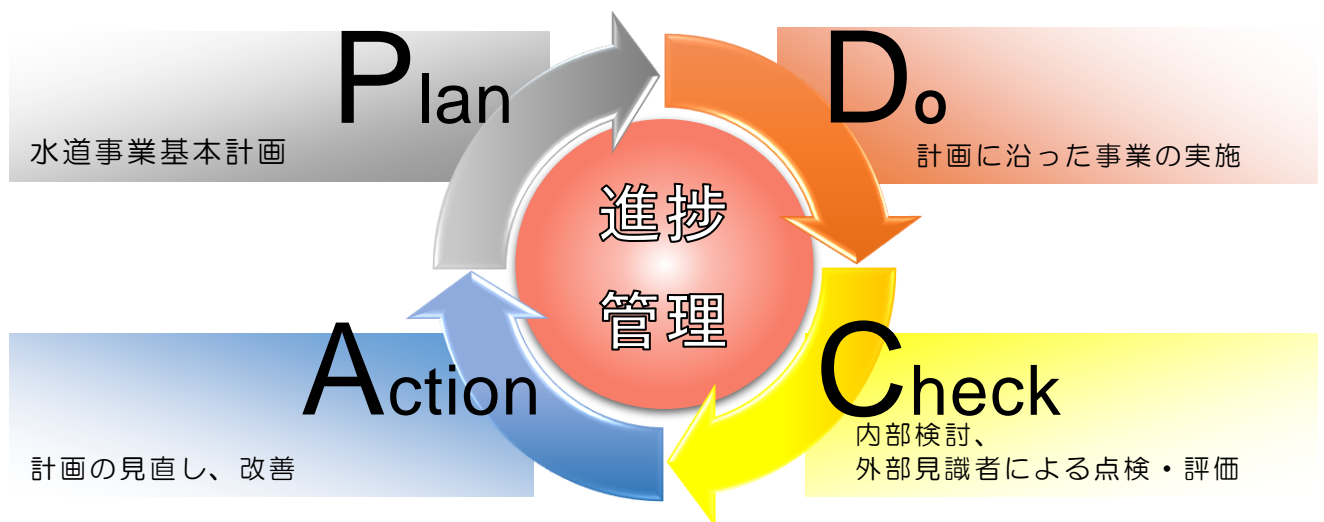 Plan
水道事業基本計画
Do
計画に沿った事業の実施
進捗
管理
Action
計画の見直し、改善
Check
内部検討、
外部見識者による点検・評価